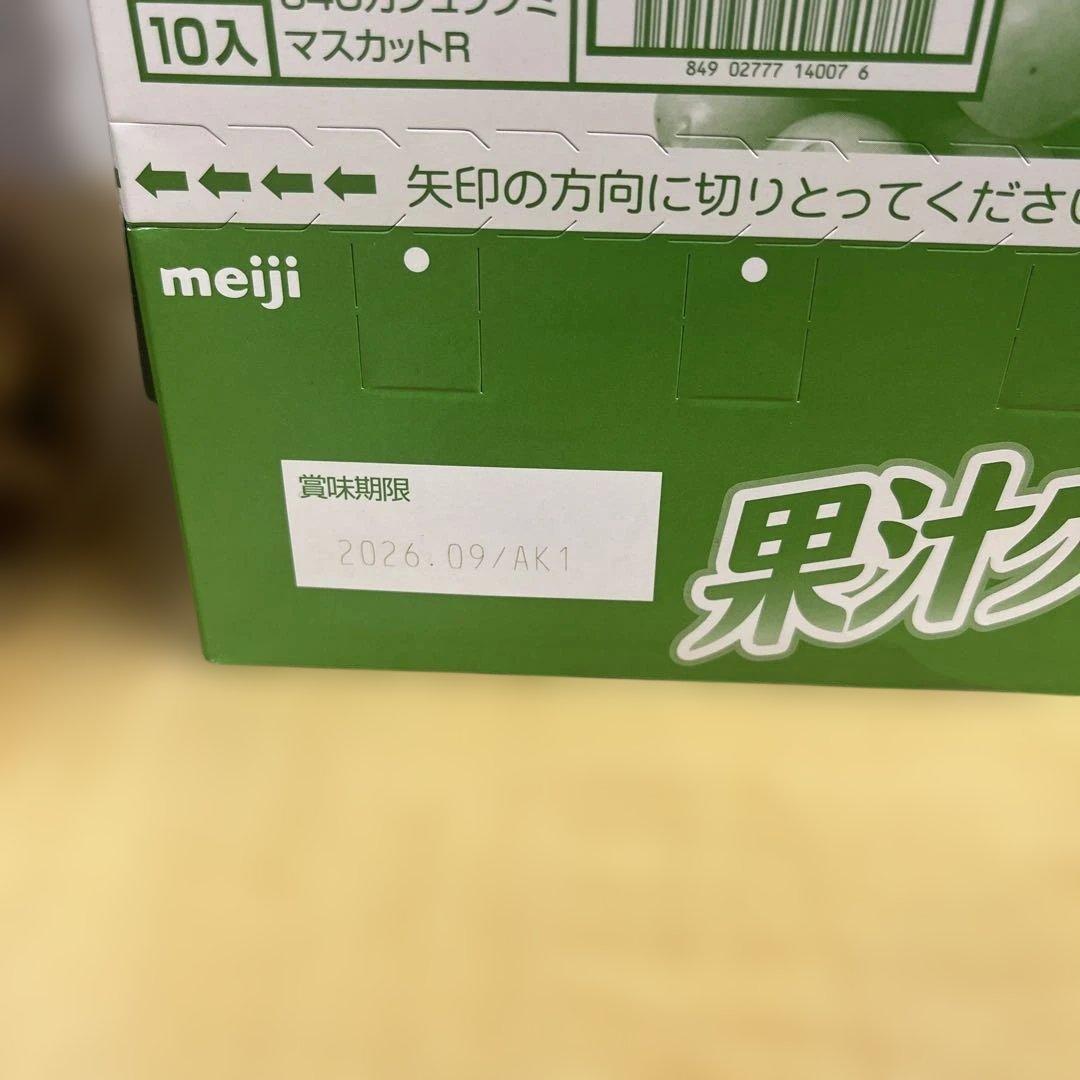 10入
マスカットR
849 02777 14007 6
矢印の方向に切りとってくださ
meiji
賞味期限
2026.09/AK1
果汁グ